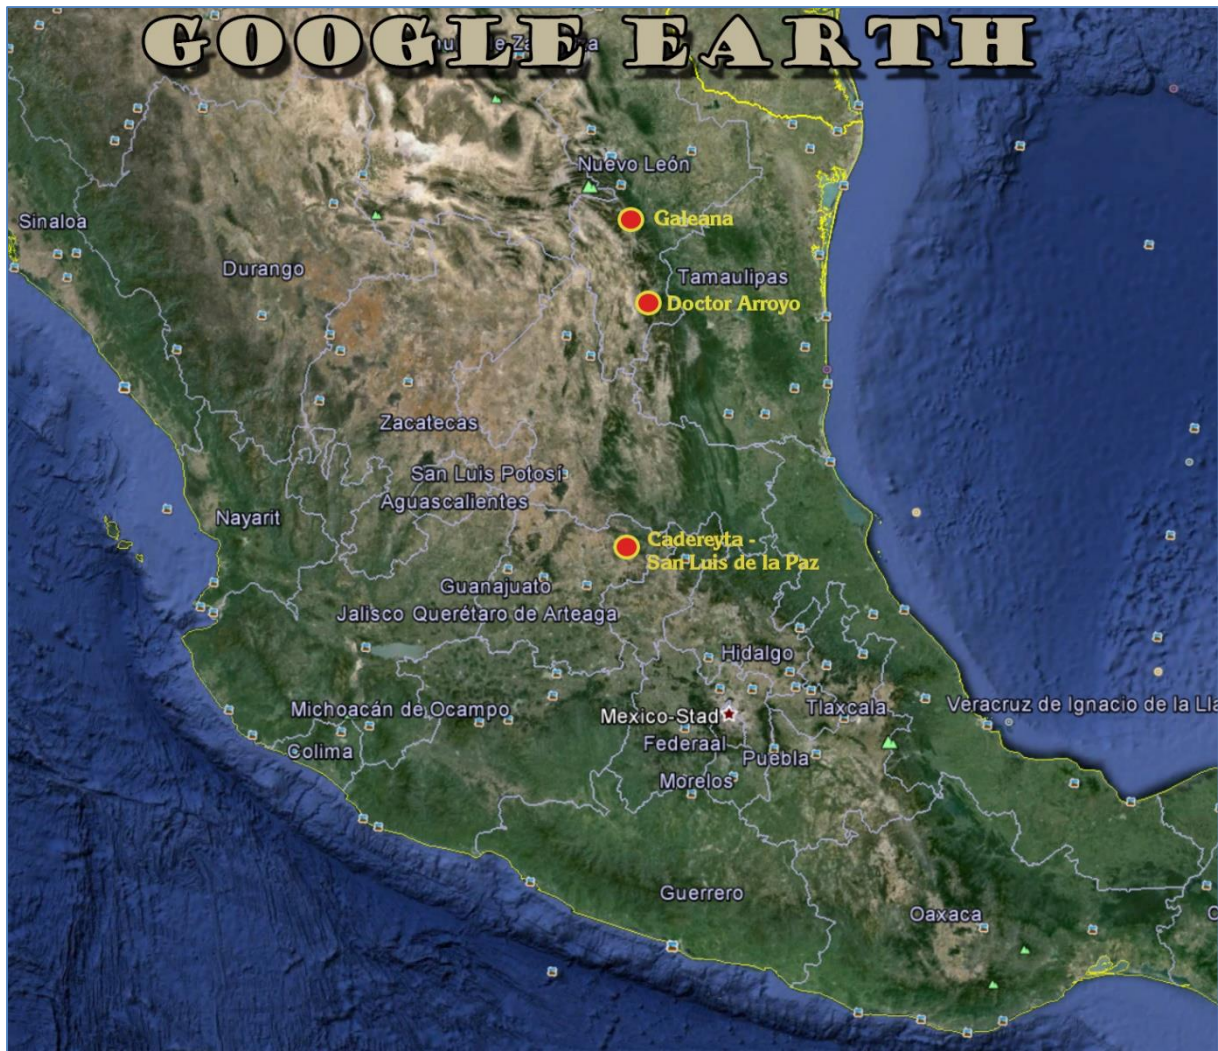 GOOGLE EARTH
Nuevo León
Galeana
Sinaloa
Durango
Tamaulipas
Doctor Arroyo
Zacatecas
San Luis Potosí
Aguascalientes
Nayarit
Cadereyta -
San Luis de la Paz
Guanajuato
Jalisco Querétaro de Arteaga
Hidalgo
Michoacán de Ocampo
Tlaxcala
Veracruz de Ignacio de la
Mexico-Stad
Federaal
Colima
Puebla
Morelos
Guerrero
Oaxaca